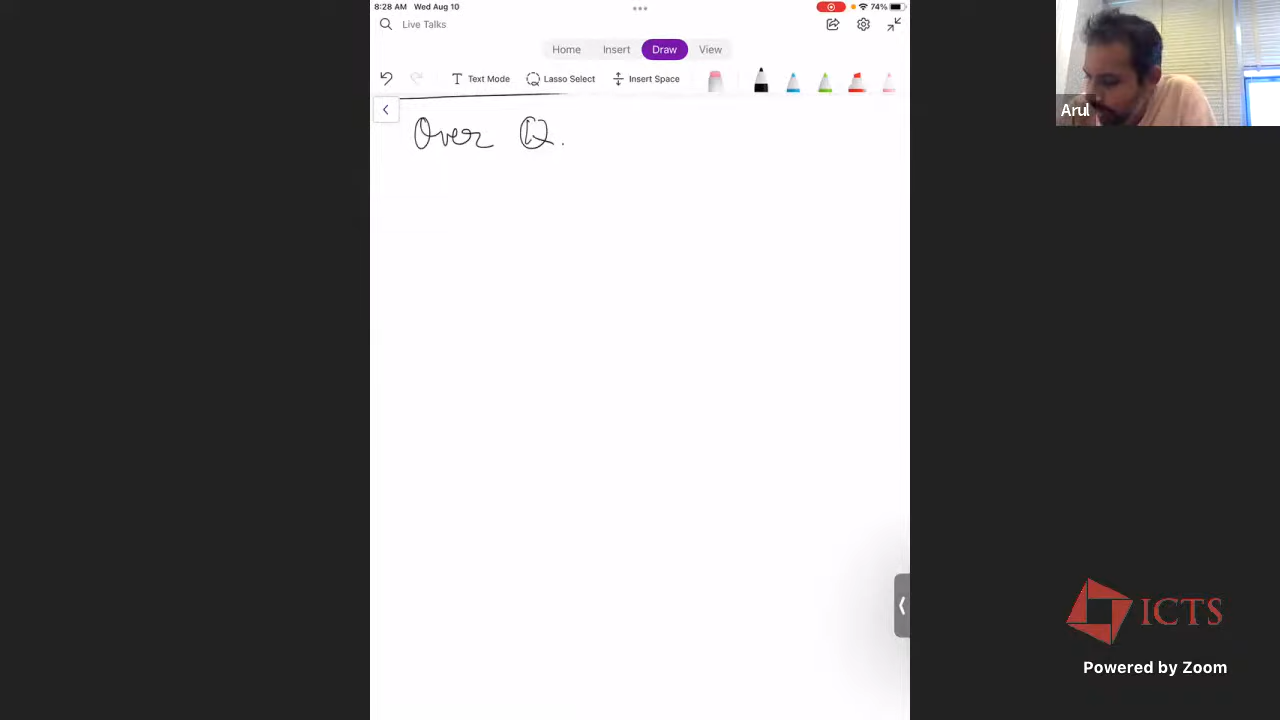 8:28 AM Wed Aug 10
74%
Live Talks
Home Insert Draw View
Text Mode Lasso Select Insert Space
Over ℚ.
Arul
ICTS
Powered by Zoom